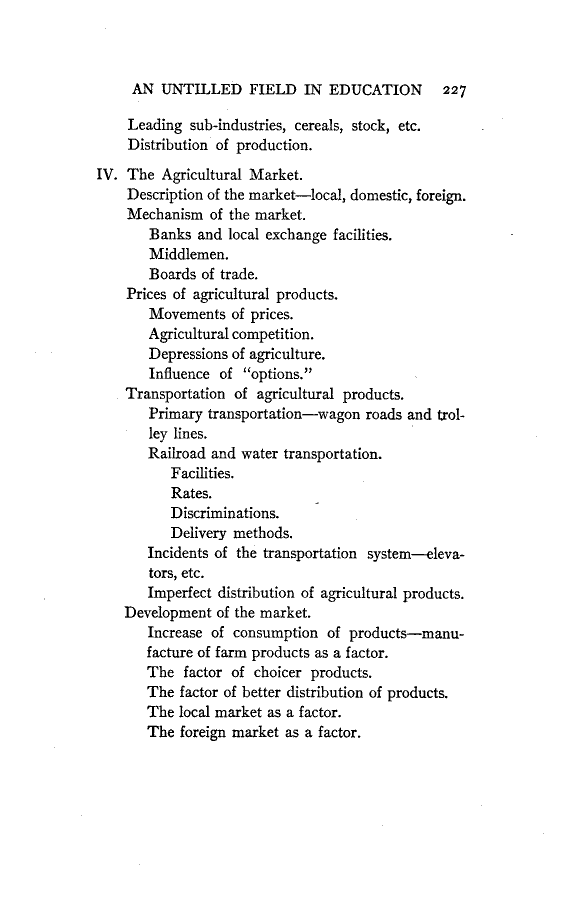 AN UNTILLED FIELD IN EDUCATION 227
Leading sub-industries, cereals, stock, etc.
Distribution of production.
IV. The Agricultural Market.
Description of the market—local, domestic, foreign.
Mechanism of the market.
Banks and local exchange facilities.
Middlemen.
Boards of trade.
Prices of agricultural products.
Movements of prices.
Agricultural competition.
Depressions of agriculture.
Influence of "options."
Transportation of agricultural products.
Primary transportation—wagon roads and trol-
ley lines.
Railroad and water transportation.
Facilities.
Rates.
Discriminations.
Delivery methods.
Incidents of the transportation system—eleva-
tors, etc.
Imperfect distribution of agricultural products.
Development of the market.
Increase of consumption of products—manu-
facture of farm products as a factor.
The factor of choicer products.
The factor of better distribution of products.
The local market as a factor.
The foreign market as a factor.